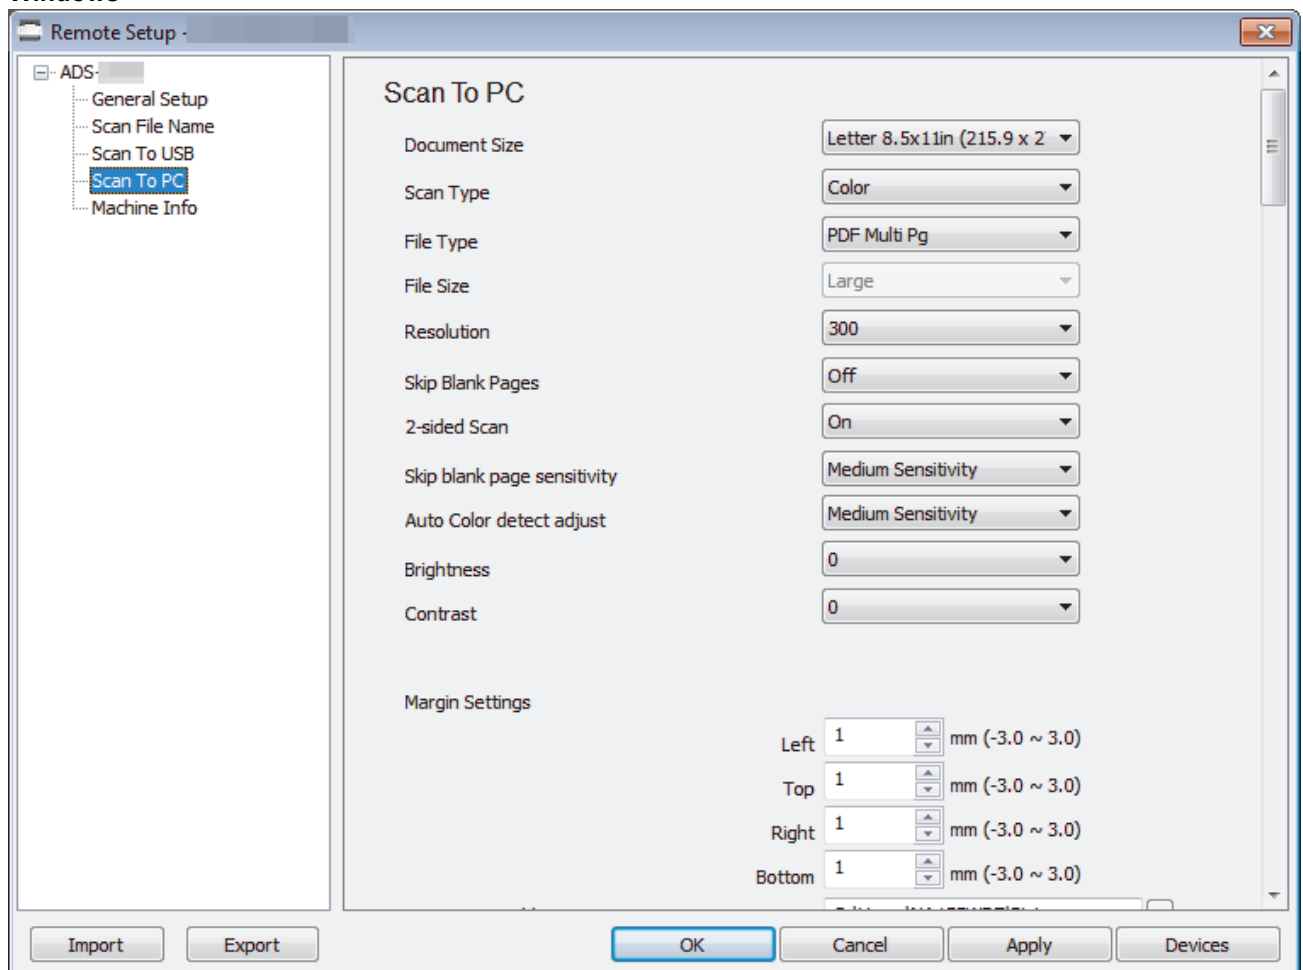 Windows
Remote Setup -
ADS-
General Setup
Scan File Name
Scan To USB
Scan To PC
Machine Info
Scan To PC
Document Size Letter 8.5x11in (215.9 x 2
Scan Type Color
File Type PDF Multi Pg
File Size Large
Resolution 300
Skip Blank Pages Off
2-sided Scan On
Skip blank page sensitivity Medium Sensitivity
Auto Color detect adjust Medium Sensitivity
Brightness 0
Contrast 0
Margin Settings
Left 1 mm (-3.0 ~ 3.0)
Top 1 mm (-3.0 ~ 3.0)
Right 1 mm (-3.0 ~ 3.0)
Bottom 1 mm (-3.0 ~ 3.0)
Import Export OK Cancel Apply Devices